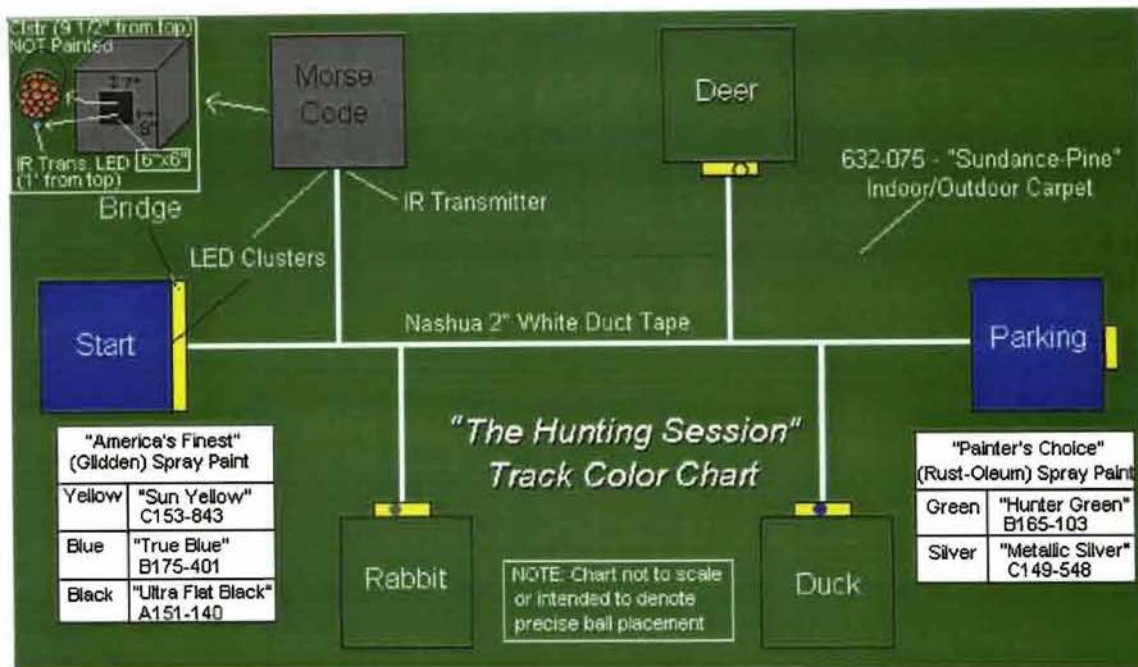 Clstr (9 1/2" from top)
NOT Painted
7"
9"
IR Trans. LED
(1' from top)
6"x6"
Morse
Code
Deer
632-075 - "Sundance-Pine"
Indoor/Outdoor Carpet
Bridge
IR Transmitter
LED Clusters
Start
Nashua 2" White Duct Tape
Parking
"The Hunting Session"
Track Color Chart
"America's Finest"
(Glidden) Spray Paint
Yellow "Sun Yellow"
C153-843
Blue "True Blue"
B175-401
Black "Ultra Flat Black"
A151-140
"Painter's Choice"
(Rust-Oleum) Spray Paint
Green "Hunter Green"
B165-103
Silver "Metallic Silver"
C149-548
Rabbit
NOTE: Chart not to scale
or intended to denote
precise ball placement
Duck